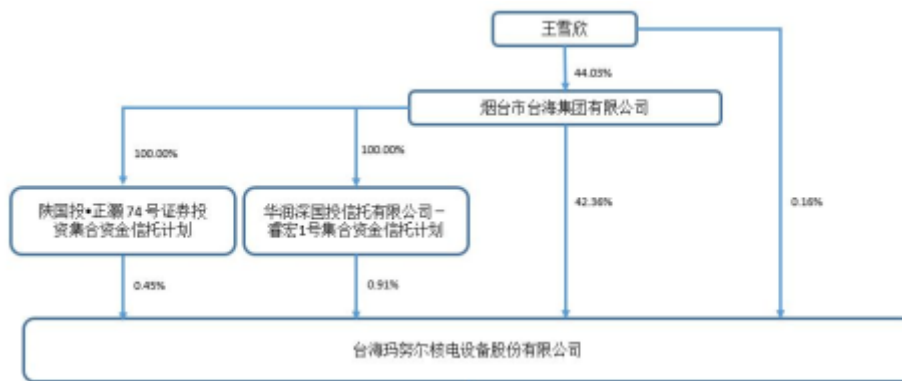 王雪欣
44.03%
烟台市台海集团有限公司
100.00%
100.00%
陕国投•正灏74号证券投
资集合资金信托计划
华润深国投信托有限公司－
睿宏1号集合资金信托计划
42.36%
0.16%
0.45%
0.91%
台海玛努尔核电设备股份有限公司